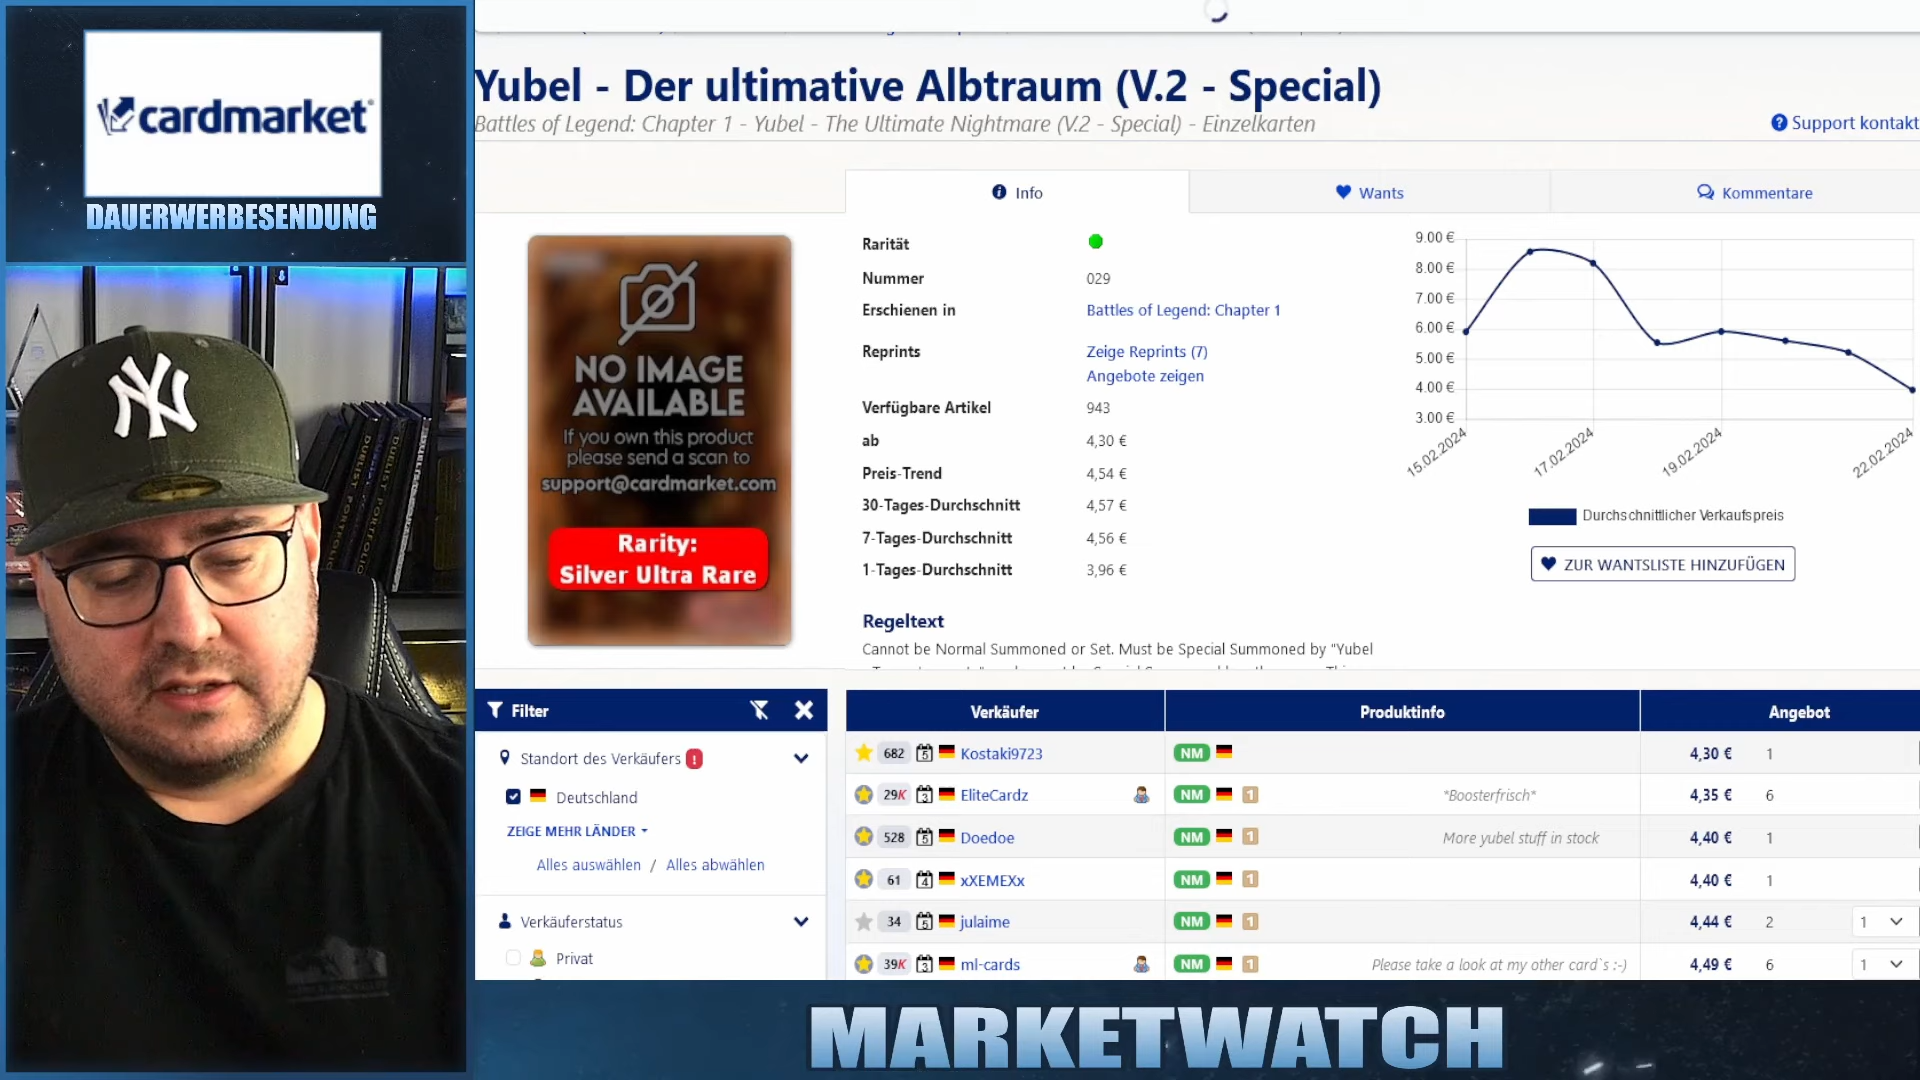 cardmarket
DAUERWERBESENDUNG
NY
DUELIST PORTFOLIO
Yubel - Der ultimative Albtraum (V.2 - Special)
Battles of Legend: Chapter 1 - Yubel - The Ultimate Nightmare (V.2 - Special) - Einzelkarten
Support kontakt
Info
Wants
Kommentare
NO IMAGE
AVAILABLE
If you own this product
please send a scan to
support@cardmarket.com
Rarity:
Silver Ultra Rare
Rarität
Nummer 029
Erschienen in Battles of Legend: Chapter 1
Reprints Zeige Reprints (7)
Angebote zeigen
Verfügbare Artikel 943
ab 4,30 €
Preis-Trend 4,54 €
30-Tages-Durchschnitt 4,57 €
7-Tages-Durchschnitt 4,56 €
1-Tages-Durchschnitt 3,96 €
Regeltext
Cannot be Normal Summoned or Set. Must be Special Summoned by "Yubel
9.00 €
8.00 €
7.00 €
6.00 €
5.00 €
4.00 €
3.00 €
15.02.2024
17.02.2024
19.02.2024
22.02.2024
Durchschnittlicher Verkaufspreis
ZUR WANTSLISTE HINZUFÜGEN
Filter
Standort des Verkäufers !
Deutschland
ZEIGE MEHR LÄNDER
Alles auswählen / Alles abwählen
Verkäuferstatus
Privat
Verkäufer Produktinfo Angebot
682 5 Kostaki9723 NM 4,30 € 1
29K 3 EliteCardz NM 1 *Boosterfrisch* 4,35 € 6
528 5 Doedoe NM 1 More yubel stuff in stock 4,40 € 1
61 4 xXEMEXx NM 1 4,40 € 1
34 5 julaime NM 1 4,44 € 2 1
39K 3 ml-cards NM 1 Please take a look at my other card`s :-) 4,49 € 6 1
MARKETWATCH